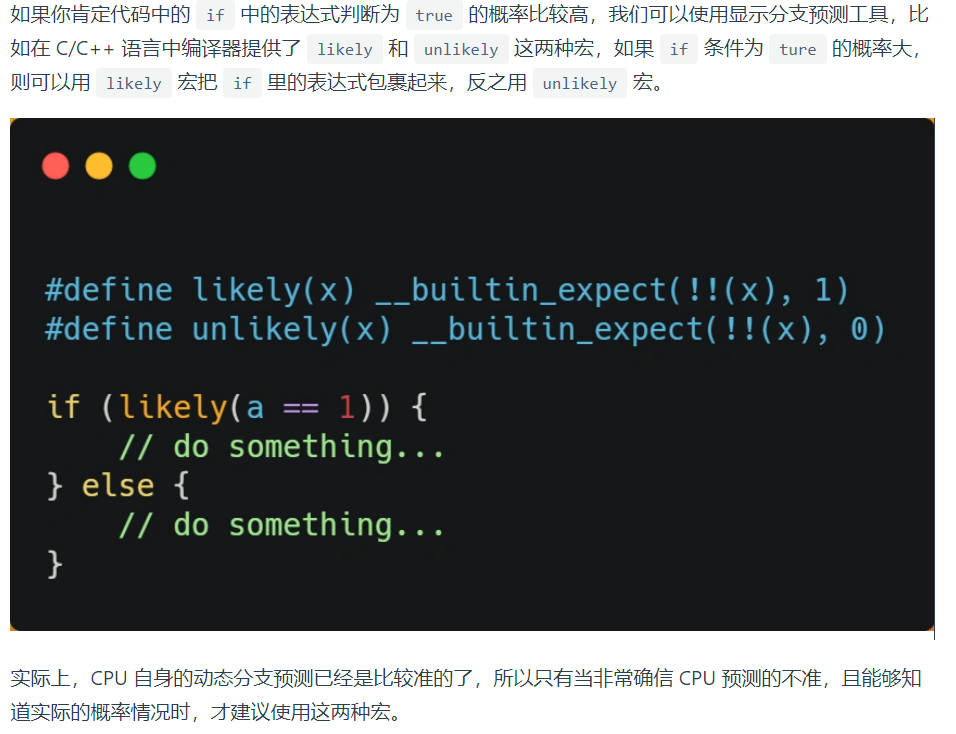 如果你肯定代码中的 if 中的表达式判断为 true 的概率比较高，我们可以使用显示分支预测工具，比
如在 C/C++ 语言中编译器提供了 likely 和 unlikely 这两种宏，如果 if 条件为 ture 的概率大，
则可以用 likely 宏把 if 里的表达式包裹起来，反之用 unlikely 宏。
#define likely(x) __builtin_expect(!!(x), 1)
#define unlikely(x) __builtin_expect(!!(x), 0)
if (likely(a == 1)) {
    // do something...
} else {
    // do something...
}
实际上，CPU 自身的动态分支预测已经是比较准的了，所以只有当非常确信 CPU 预测的不准，且能够知
道实际的概率情况时，才建议使用这两种宏。